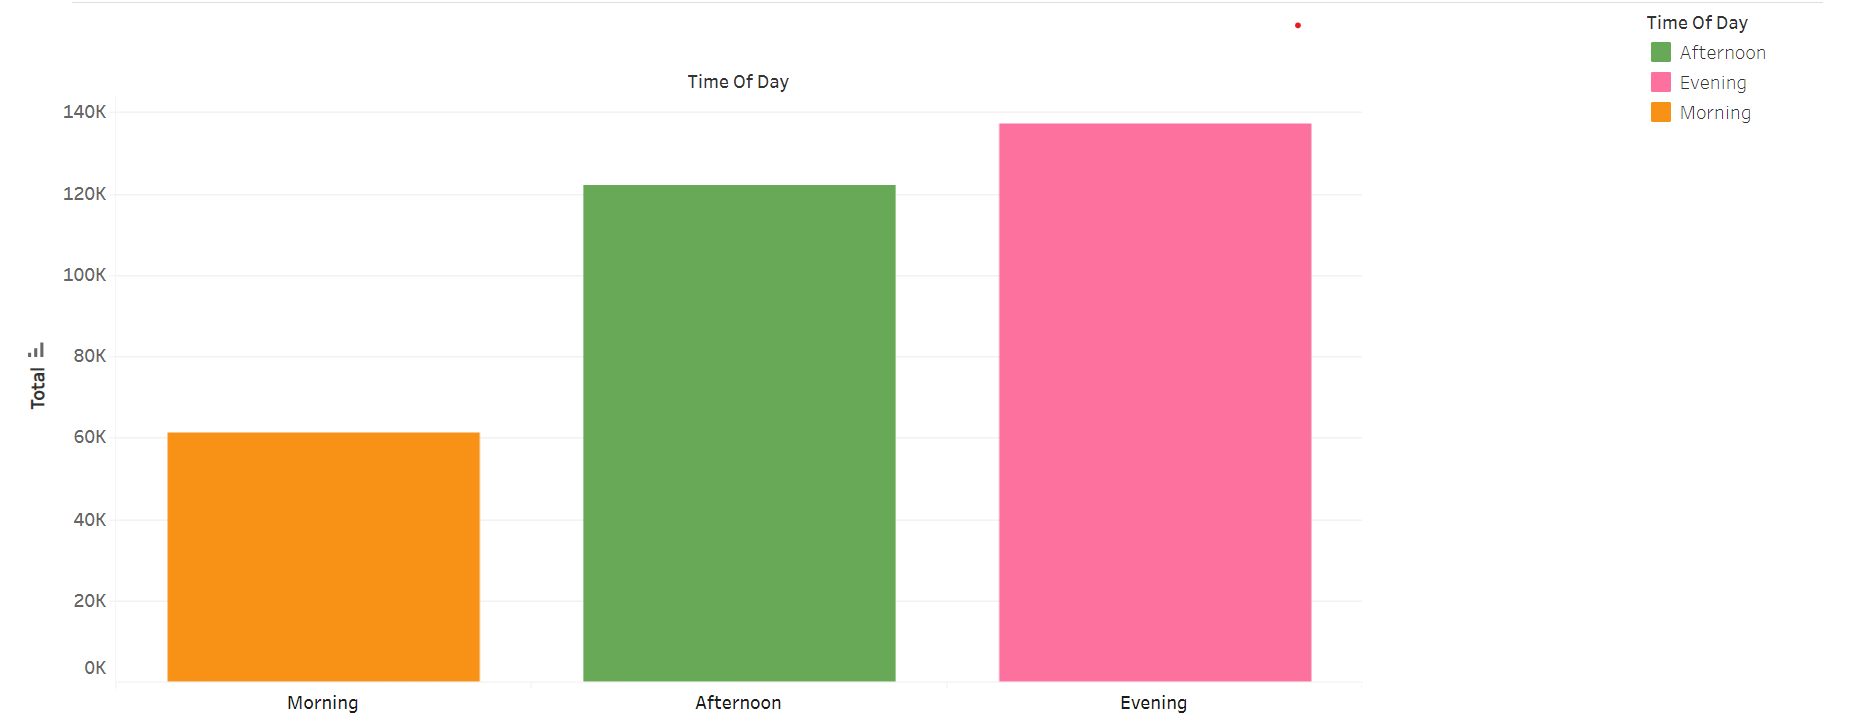 Time Of Day
140K
120K
100K
80K
60K
40K
20K
0K
Total
Morning
Afternoon
Evening
Time Of Day
Afternoon
Evening
Morning